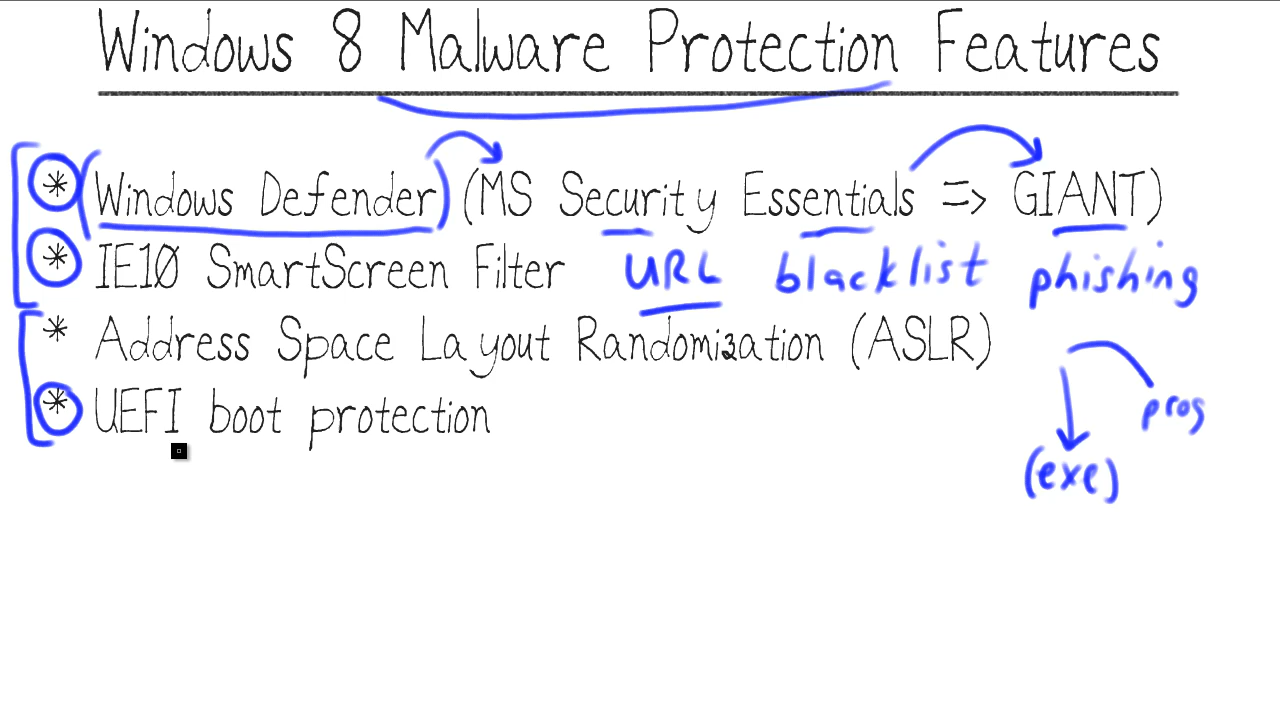 Windows 8 Malware Protection Features
* Windows Defender (MS Security Essentials => GIANT)
* IE10 SmartScreen Filter URL blacklist phishing
* Address Space Layout Randomization (ASLR)
* UEFI boot protection
prog
(exe)